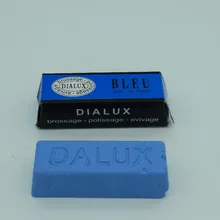 DIALUX
BLEU
DIALUX
brossage - polissage - avivage
DALUX